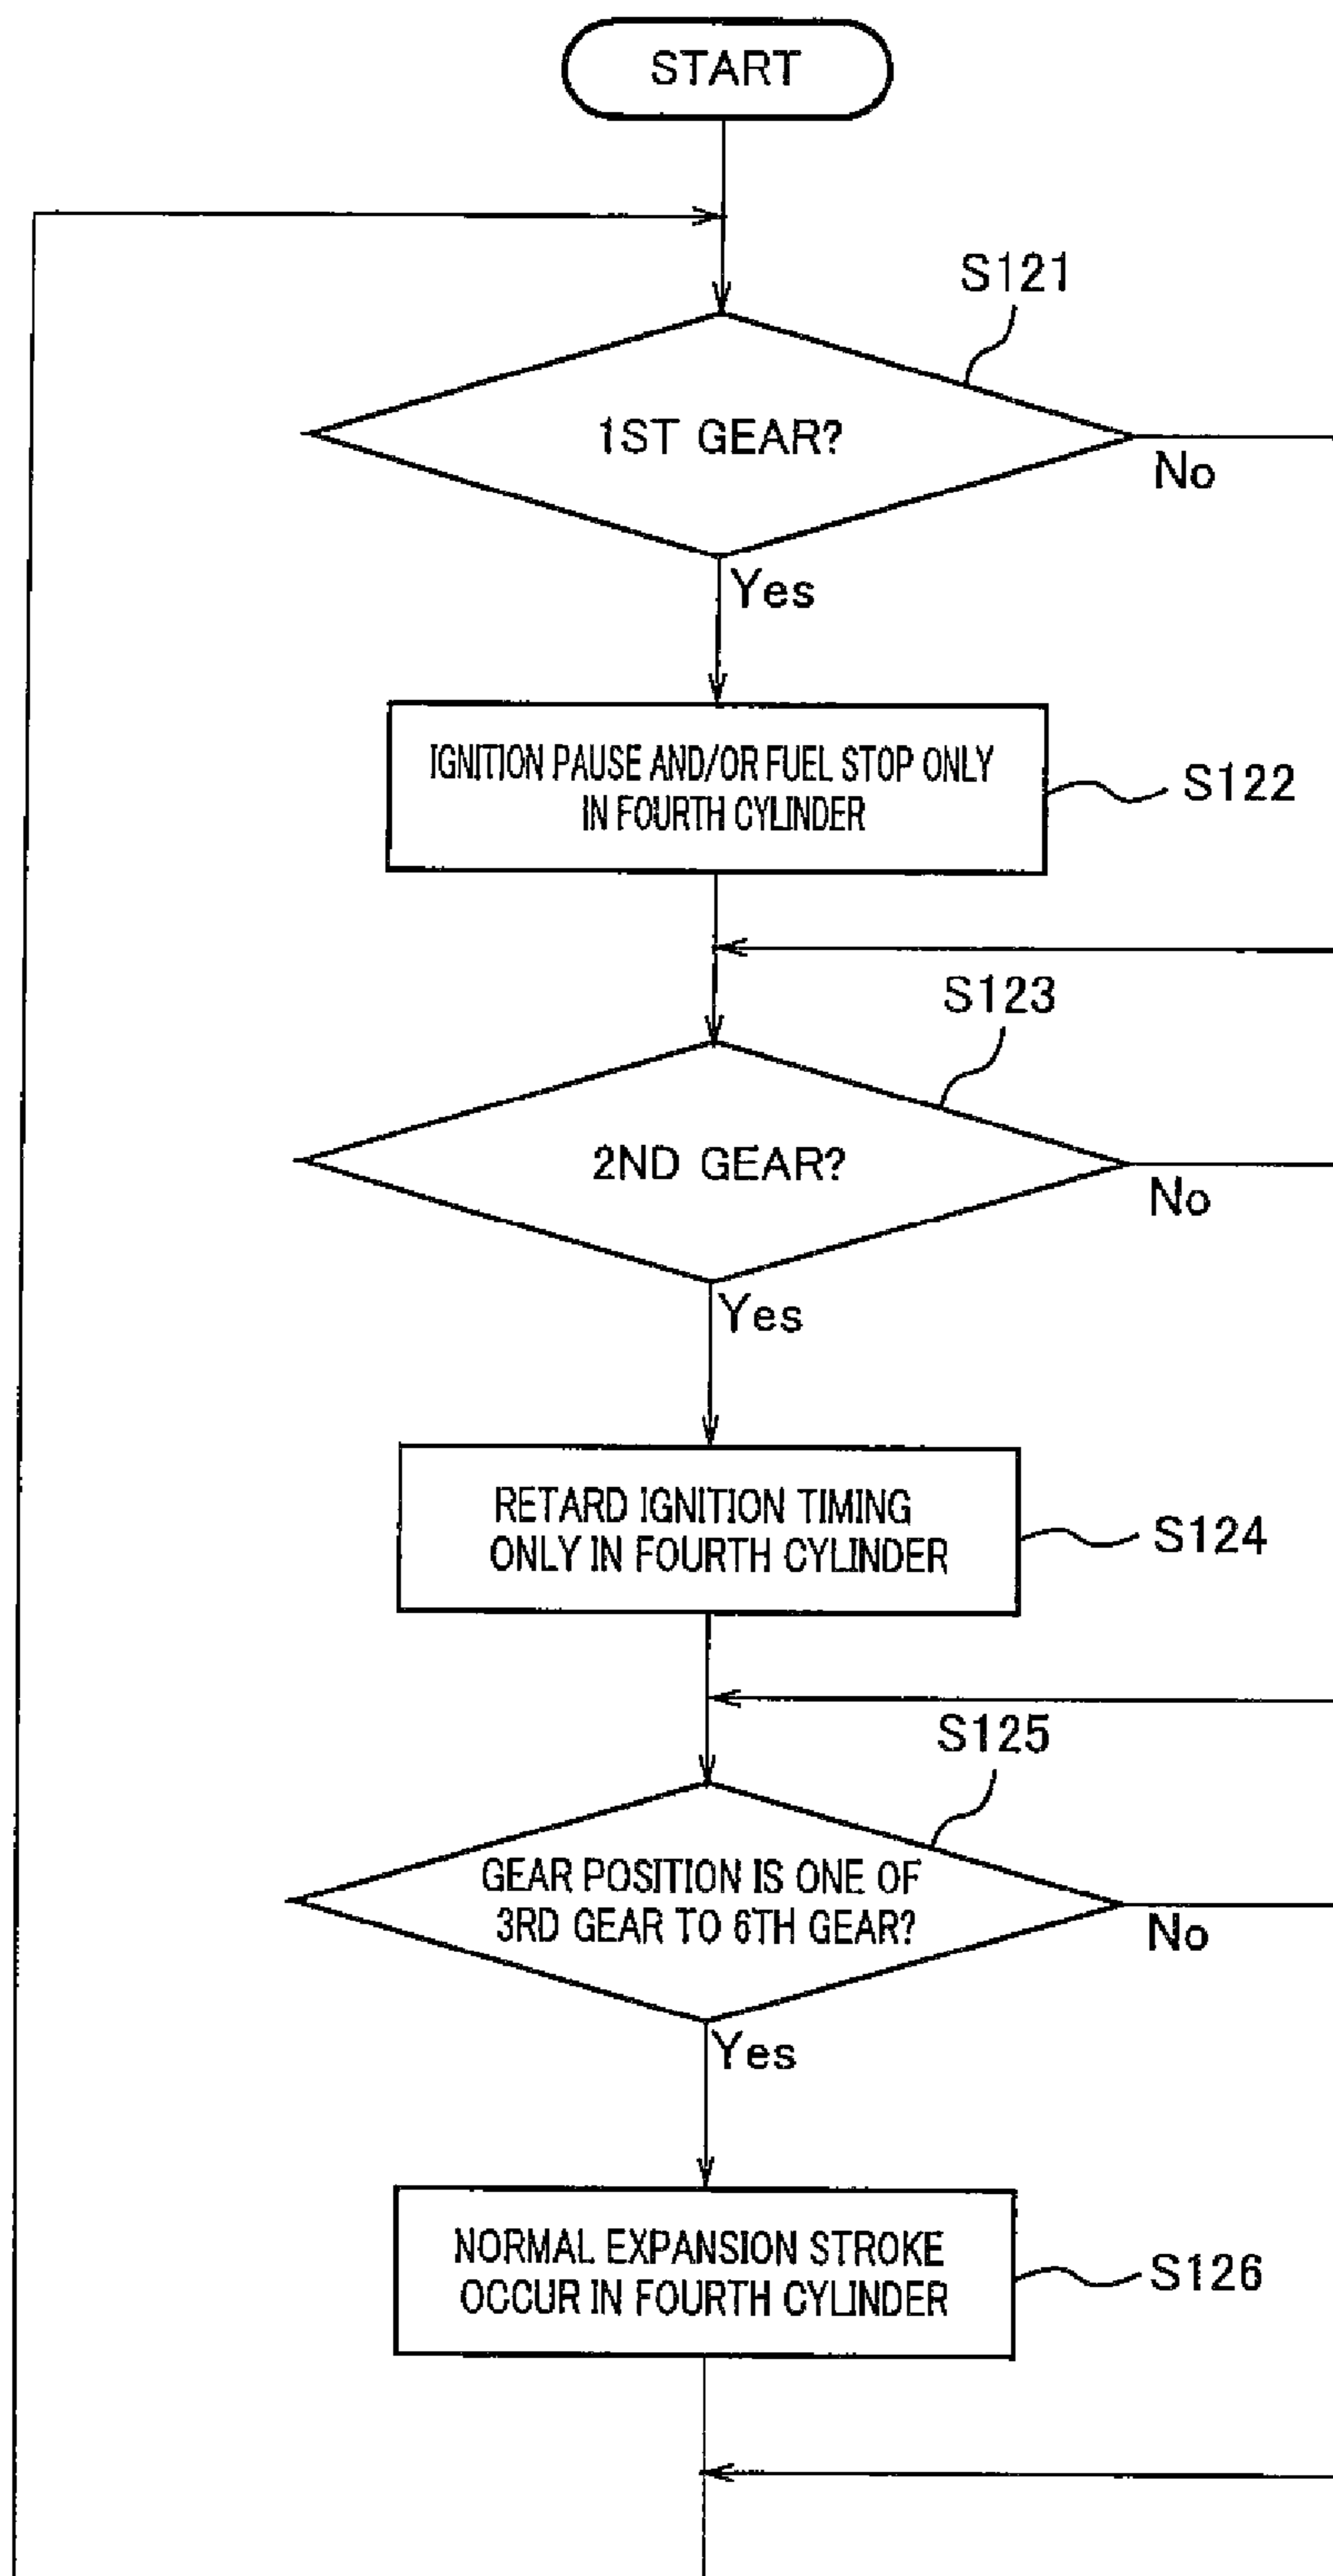 START
S121
1ST GEAR?
No
Yes
IGNITION PAUSE AND/OR FUEL STOP ONLY
IN FOURTH CYLINDER
S122
S123
2ND GEAR?
No
Yes
RETARD IGNITION TIMING
ONLY IN FOURTH CYLINDER
S124
S125
GEAR POSITION IS ONE OF
3RD GEAR TO 6TH GEAR?
No
Yes
NORMAL EXPANSION STROKE
OCCUR IN FOURTH CYLINDER
S126